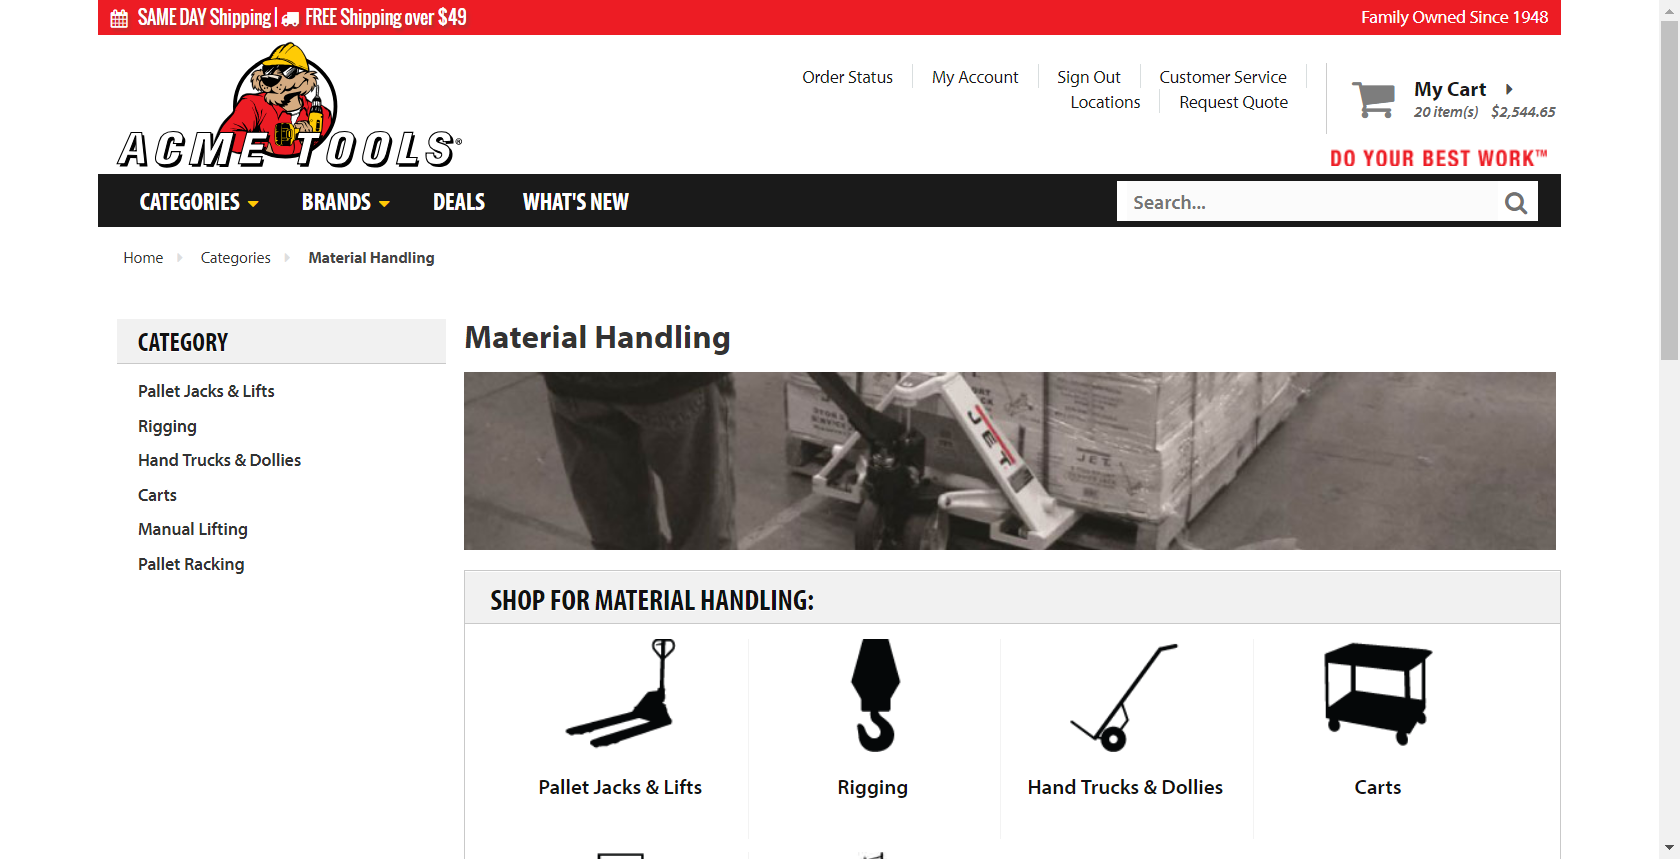 SAME DAY Shipping | FREE Shipping over $49
Family Owned Since 1948
ACME TOOLS®
Order Status
My Account
Sign Out
Customer Service
Locations
Request Quote
My Cart
20 item(s) $2,544.65
DO YOUR BEST WORK™
CATEGORIES
BRANDS
DEALS
WHAT'S NEW
Search...
Home
Categories
Material Handling
CATEGORY
Pallet Jacks & Lifts
Rigging
Hand Trucks & Dollies
Carts
Manual Lifting
Pallet Racking
Material Handling
JET
JET
SHOP FOR MATERIAL HANDLING:
Pallet Jacks & Lifts
Rigging
Hand Trucks & Dollies
Carts